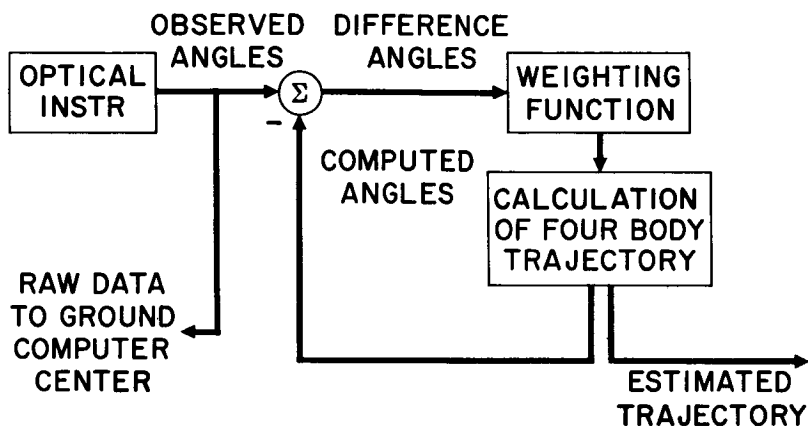 OBSERVED
ANGLES
DIFFERENCE
ANGLES
OPTICAL
INSTR
Σ
-
WEIGHTING
FUNCTION
COMPUTED
ANGLES
CALCULATION
OF FOUR BODY
TRAJECTORY
RAW DATA
TO GROUND
COMPUTER
CENTER
ESTIMATED
TRAJECTORY